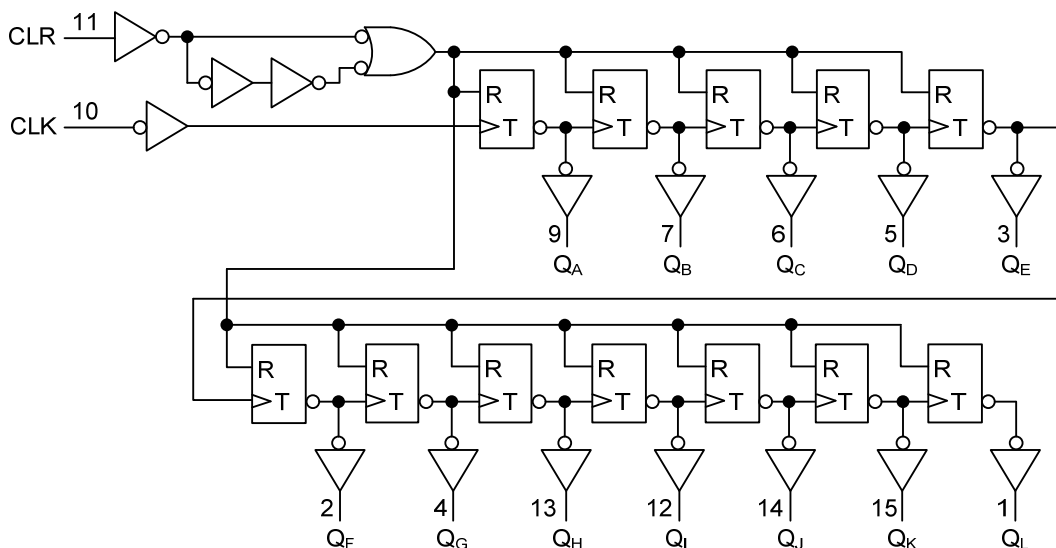 CLR 11
CLK 10
R R R R R
T T T T T
9 7 6 5 3
QA QB QC QD QE
R R R R R R R
T T T T T T T
2 4 13 12 14 15 1
QF QG QH QI QJ QK QL